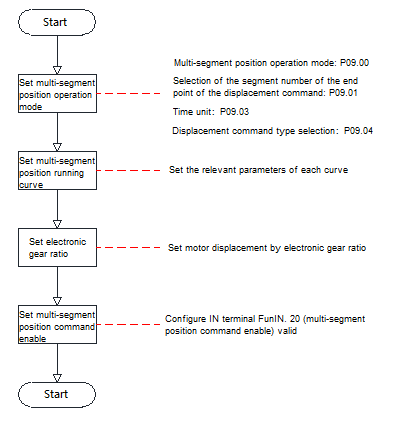 Start
Multi-segment position operation mode: P09.00
Set multi-segment
position operation
mode
Selection of the segment number of the end
point of the displacement command: P09.01
Time unit: P09.03
Displacement command type selection: P09.04
Set multi-segment
position running
curve
Set the relevant parameters of each curve
Set electronic
gear ratio
Set motor displacement by electronic gear ratio
Set multi-segment
position command
enable
Configure IN terminal FunIN. 20 (multi-segment
position command enable) valid
Start